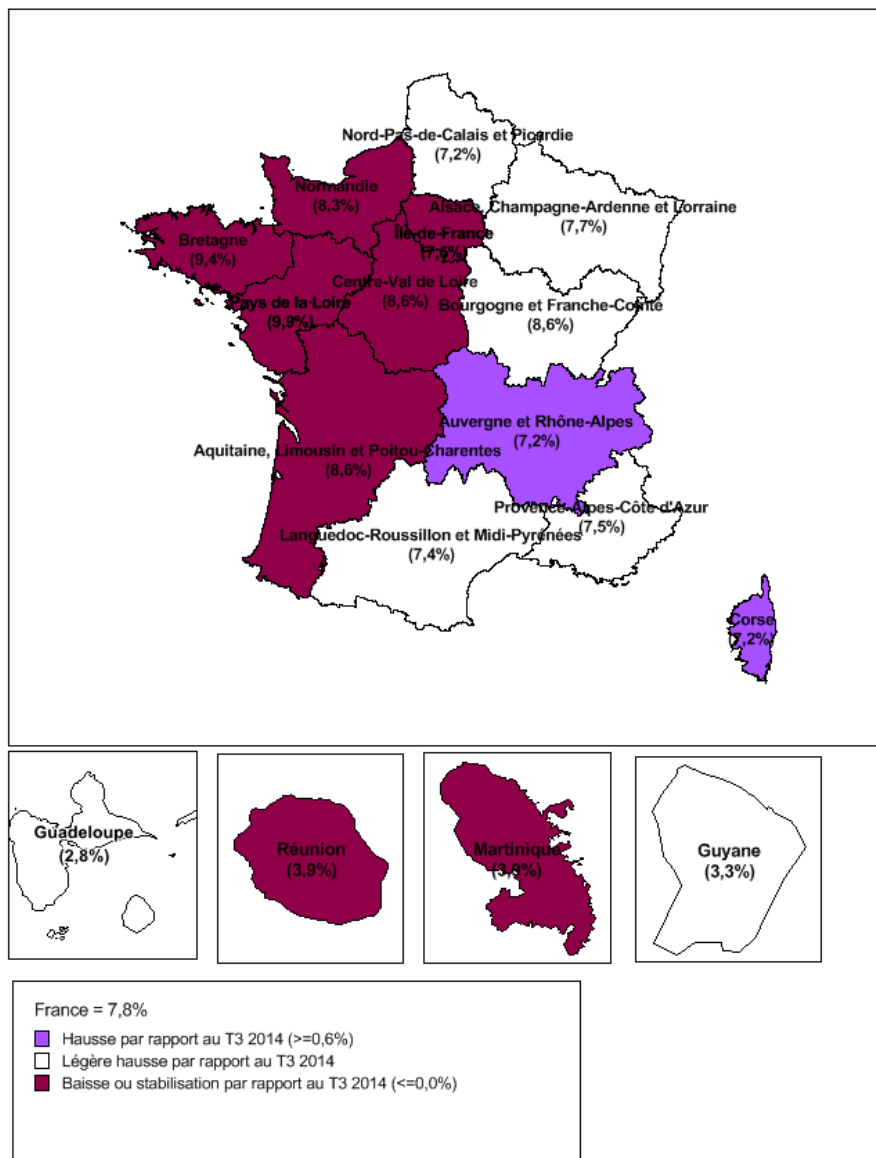 Nord-Pas-de-Calais et Picardie
(7,2%)
Normandie
(8,3%)
Alsace, Champagne-Ardenne et Lorraine
(7,7%)
Île-de-France
Bretagne
(9,4%)
Centre-Val de Loire
(8,6%)
Pays de la Loire
(9,9%)
Bourgogne et Franche-Comté
(8,6%)
Auvergne et Rhône-Alpes
(7,2%)
Aquitaine, Limousin et Poitou-Charentes
(8,6%)
Provence-Alpes-Côte d'Azur
(7,5%)
Languedoc-Roussillon et Midi-Pyrénées
(7,4%)
Corse
(7,2%)
Guadeloupe
(2,8%)
Réunion
(3,9%)
Martinique
Guyane
(3,3%)
France = 7,8%
Hausse par rapport au T3 2014 (>=0,6%)
Légère hausse par rapport au T3 2014
Baisse ou stabilisation par rapport au T3 2014 (<=0,0%)